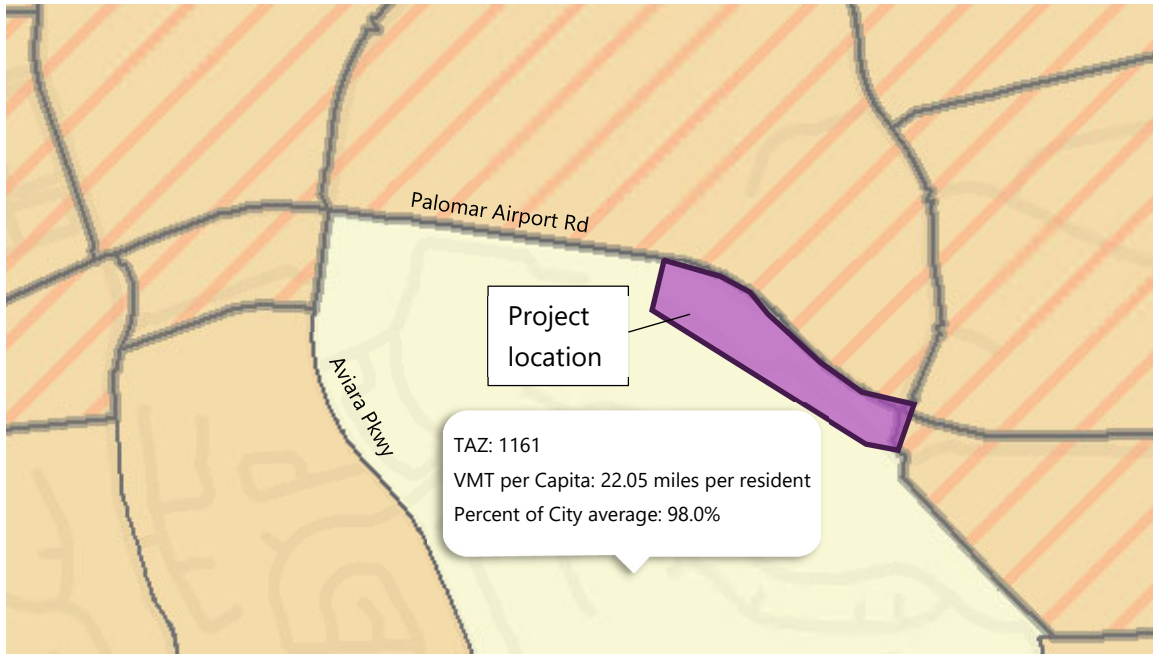 Palomar Airport Rd
Project
location
Aviara Pkwy
TAZ: 1161
VMT per Capita: 22.05 miles per resident
Percent of City average: 98.0%